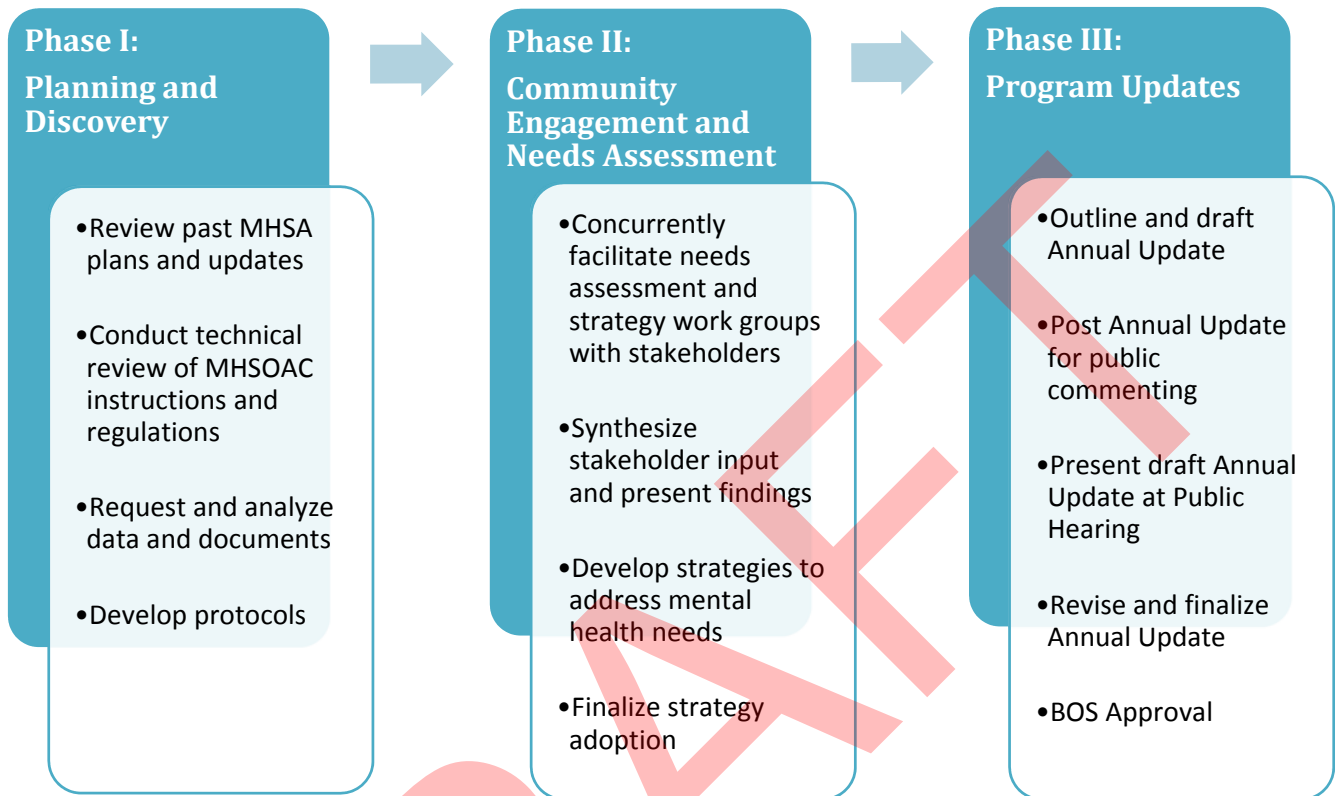 Phase I:
Planning and
Discovery
•Review past MHSA
plans and updates
•Conduct technical
review of MHSOAC
instructions and
regulations
•Request and analyze
data and documents
•Develop protocols
Phase II:
Community
Engagement and
Needs Assessment
•Concurrently
facilitate needs
assessment and
strategy work groups
with stakeholders
•Synthesize
stakeholder input
and present findings
•Develop strategies to
address mental
health needs
•Finalize strategy
adoption
Phase III:
Program Updates
•Outline and draft
Annual Update
•Post Annual Update
for public
commenting
•Present draft Annual
Update at Public
Hearing
•Revise and finalize
Annual Update
•BOS Approval
RAFT